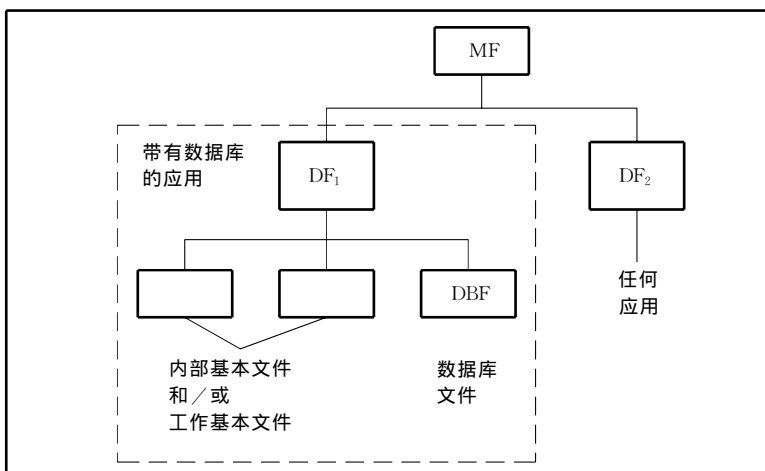 MF
带有数据库
的应用
DF₁
DF₂
DBF
任何
应用
内部基本文件
和／或
工作基本文件
数据库
文件